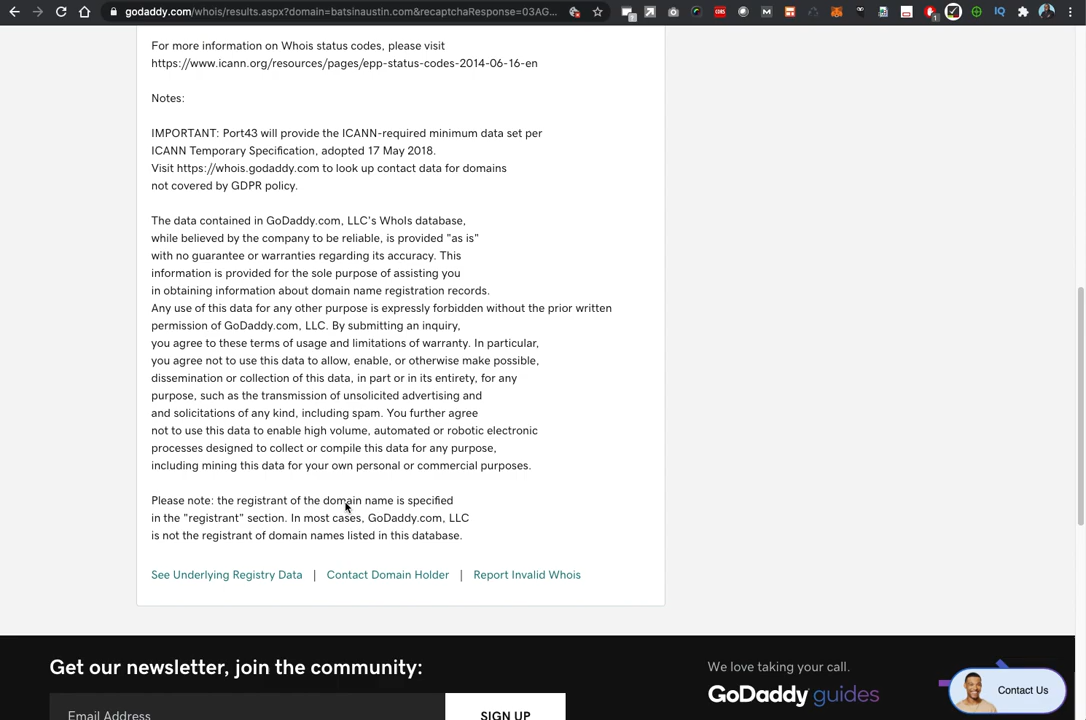 godaddy.com/whois/results.aspx?domain=batsinaustin.com&recaptchaResponse=03AG...
For more information on Whois status codes, please visit
https://www.icann.org/resources/pages/epp-status-codes-2014-06-16-en
Notes:
IMPORTANT: Port43 will provide the ICANN-required minimum data set per
ICANN Temporary Specification, adopted 17 May 2018.
Visit https://whois.godaddy.com to look up contact data for domains
not covered by GDPR policy.
The data contained in GoDaddy.com, LLC's WhoIs database,
while believed by the company to be reliable, is provided "as is"
with no guarantee or warranties regarding its accuracy. This
information is provided for the sole purpose of assisting you
in obtaining information about domain name registration records.
Any use of this data for any other purpose is expressly forbidden without the prior written
permission of GoDaddy.com, LLC. By submitting an inquiry,
you agree to these terms of usage and limitations of warranty. In particular,
you agree not to use this data to allow, enable, or otherwise make possible,
dissemination or collection of this data, in part or in its entirety, for any
purpose, such as the transmission of unsolicited advertising and
and solicitations of any kind, including spam. You further agree
not to use this data to enable high volume, automated or robotic electronic
processes designed to collect or compile this data for any purpose,
including mining this data for your own personal or commercial purposes.
Please note: the registrant of the domain name is specified
in the "registrant" section. In most cases, GoDaddy.com, LLC
is not the registrant of domain names listed in this database.
See Underlying Registry Data | Contact Domain Holder | Report Invalid Whois
Get our newsletter, join the community:
Email Address
SIGN UP
We love taking your call.
GoDaddy guides
Contact Us